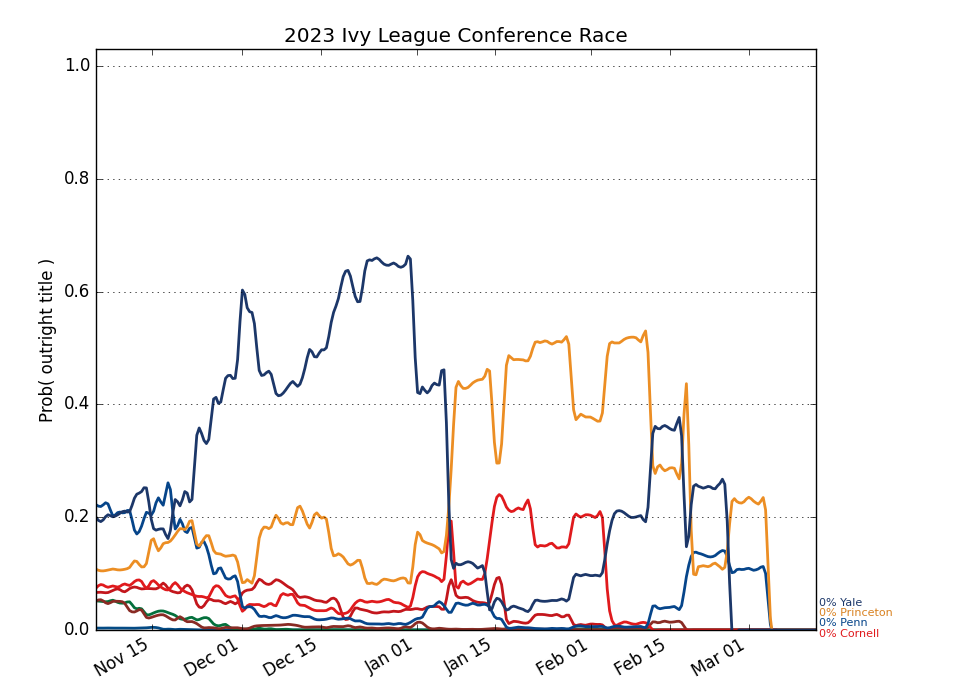 2023 Ivy League Conference Race
Prob( outright title )
1.0
0.8
0.6
0.4
0.2
0.0
Nov 15
Dec 01
Dec 15
Jan 01
Jan 15
Feb 01
Feb 15
Mar 01
0% Yale
0% Princeton
0% Penn
0% Cornell